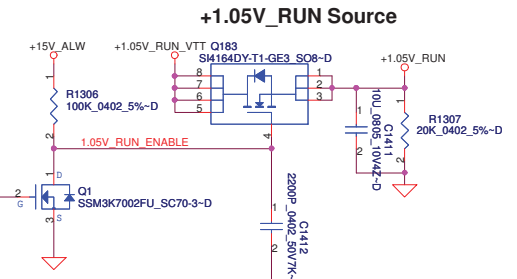 +1.05V_RUN Source
+15V_ALW
+1.05V_RUN_VTT
Q183
SI4164DY-T1-GE3_SO8~D
+1.05V_RUN
8
7
6
5
1
2
3
4
1
R1306
100K_0402_5%~D
2
1.05V_RUN_ENABLE
1
C1411
10U_0805_10V4Z~D
2
1
R1307
20K_0402_5%~D
2
1
D
2
G
Q1
SSM3K7002FU_SC70-3~D
3
S
1
C1412
2200P_0402_50V7K~
2